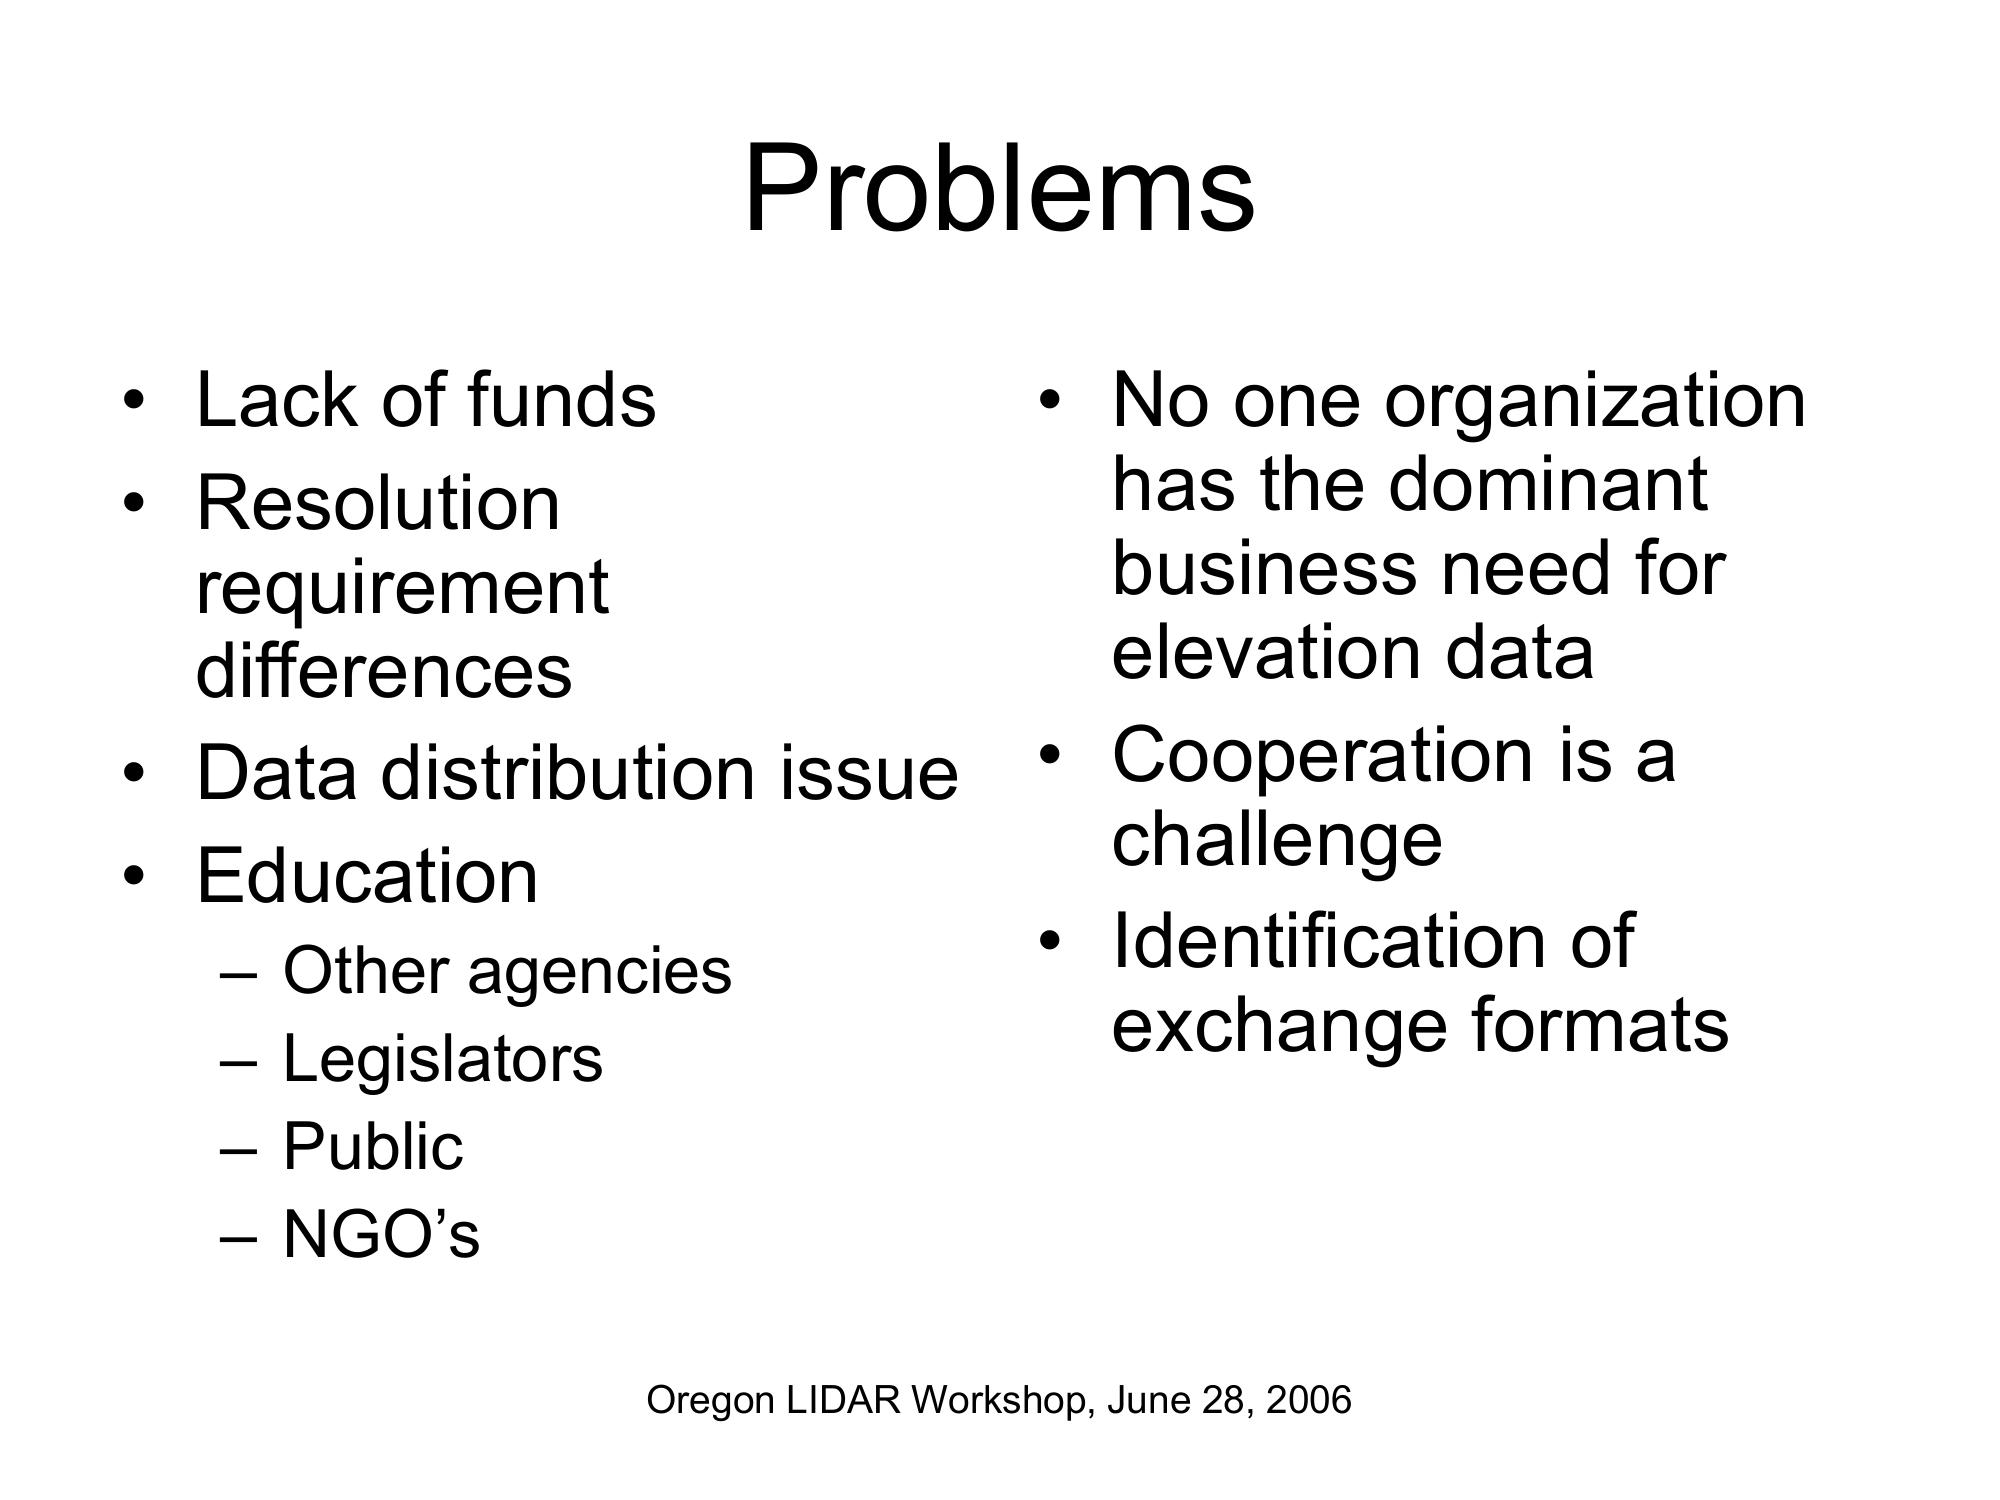 Problems
• Lack of funds
• Resolution
requirement
differences
• Data distribution issue
• Education
– Other agencies
– Legislators
– Public
– NGO’s
• No one organization
has the dominant
business need for
elevation data
• Cooperation is a
challenge
• Identification of
exchange formats
Oregon LIDAR Workshop, June 28, 2006